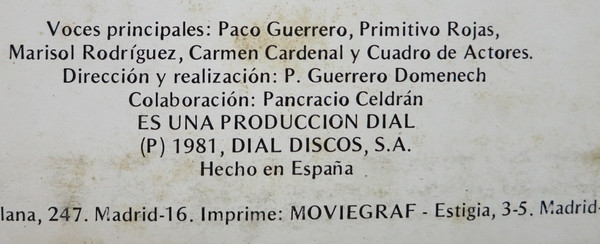 Voces principales: Paco Guerrero, Primitivo Rojas,
Marisol Rodríguez, Carmen Cardenal y Cuadro de Actores.
Dirección y realización: P. Guerrero Domenech
Colaboración: Pancracio Celdrán
ES UNA PRODUCCION DIAL
(P) 1981, DIAL DISCOS, S.A.
Hecho en España
lana, 247. Madrid-16. Imprime: MOVIEGRAF - Estigia, 3-5. Madrid-